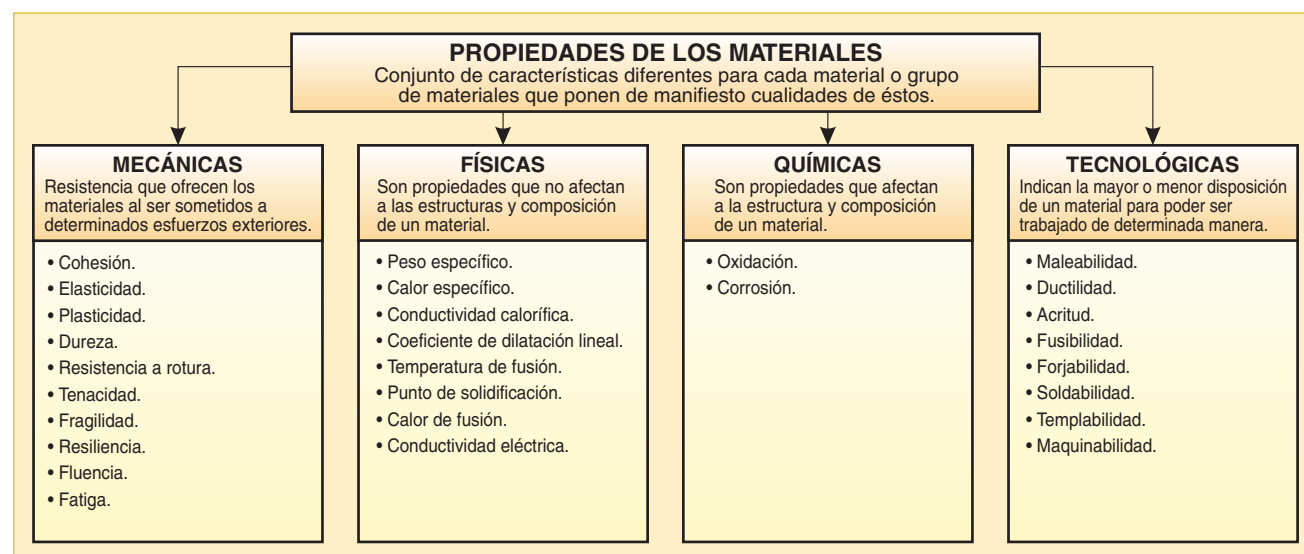 PROPIEDADES DE LOS MATERIALES
Conjunto de características diferentes para cada material o grupo
de materiales que ponen de manifiesto cualidades de éstos.
MECÁNICAS
Resistencia que ofrecen los
materiales al ser sometidos a
determinados esfuerzos exteriores.
• Cohesión.
• Elasticidad.
• Plasticidad.
• Dureza.
• Resistencia a rotura.
• Tenacidad.
• Fragilidad.
• Resiliencia.
• Fluencia.
• Fatiga.
FÍSICAS
Son propiedades que no afectan
a las estructuras y composición
de un material.
• Peso específico.
• Calor específico.
• Conductividad calorífica.
• Coeficiente de dilatación lineal.
• Temperatura de fusión.
• Punto de solidificación.
• Calor de fusión.
• Conductividad eléctrica.
QUÍMICAS
Son propiedades que afectan
a la estructura y composición
de un material.
• Oxidación.
• Corrosión.
TECNOLÓGICAS
Indican la mayor o menor disposición
de un material para poder ser
trabajado de determinada manera.
• Maleabilidad.
• Ductilidad.
• Acritud.
• Fusibilidad.
• Forjabilidad.
• Soldabilidad.
• Templabilidad.
• Maquinabilidad.